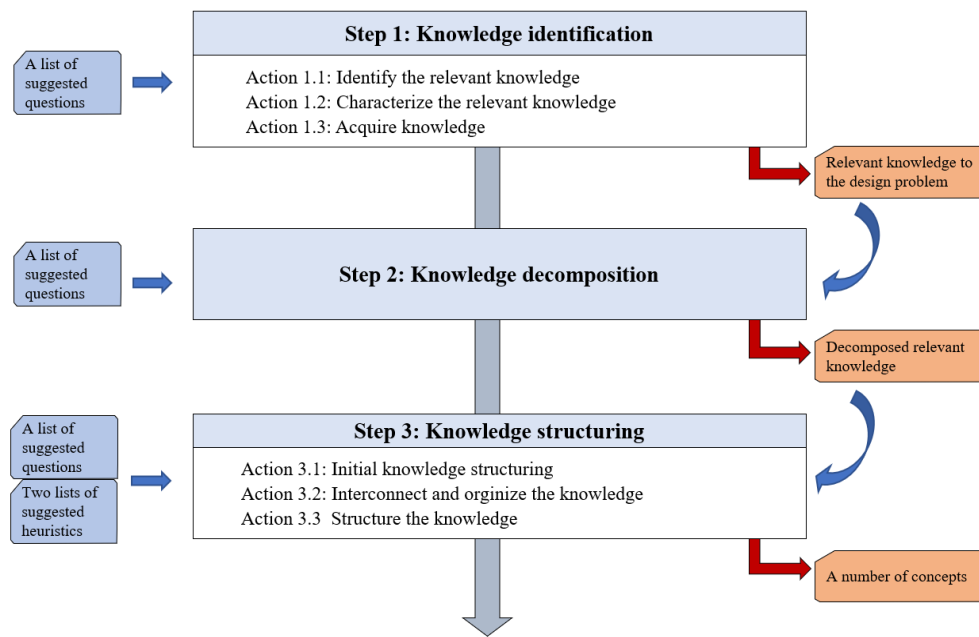 Step 1: Knowledge identification
A list of
suggested
questions
Action 1.1: Identify the relevant knowledge
Action 1.2: Characterize the relevant knowledge
Action 1.3: Acquire knowledge
Relevant knowledge to
the design problem
A list of
suggested
questions
Step 2: Knowledge decomposition
Decomposed relevant
knowledge
Step 3: Knowledge structuring
A list of
suggested
questions
Two lists of
suggested
heuristics
Action 3.1: Initial knowledge structuring
Action 3.2: Interconnect and orginize the knowledge
Action 3.3  Structure the knowledge
A number of concepts